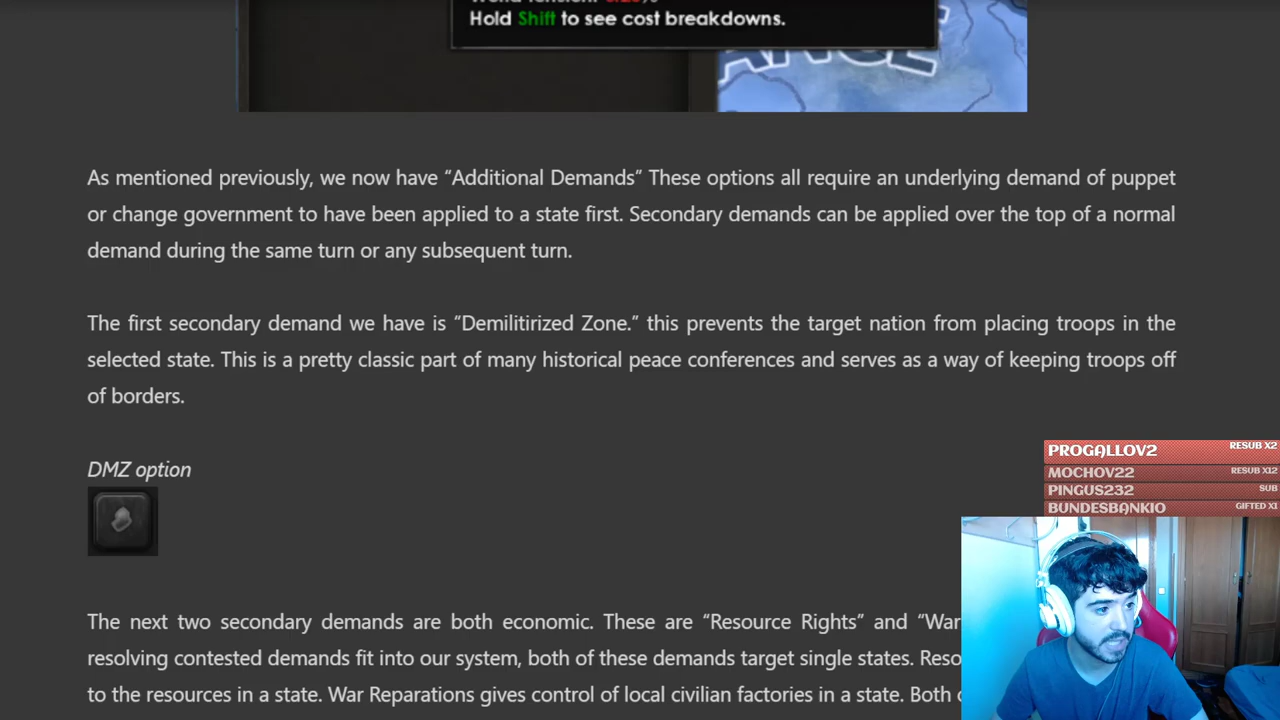 Hold Shift to see cost breakdowns.
As mentioned previously, we now have “Additional Demands” These options all require an underlying demand of puppet
or change government to have been applied to a state first. Secondary demands can be applied over the top of a normal
demand during the same turn or any subsequent turn.
The first secondary demand we have is “Demilitirized Zone.” this prevents the target nation from placing troops in the
selected state. This is a pretty classic part of many historical peace conferences and serves as a way of keeping troops off
of borders.
DMZ option
PROGALLOV2 RESUB X2
MOCHOV22 RESUB X12
PINGUS232 SUB
BUNDESBANKIO GIFTED X1
The next two secondary demands are both economic. These are “Resource Rights” and “War
resolving contested demands fit into our system, both of these demands target single states. Reso
to the resources in a state. War Reparations gives control of local civilian factories in a state. Both